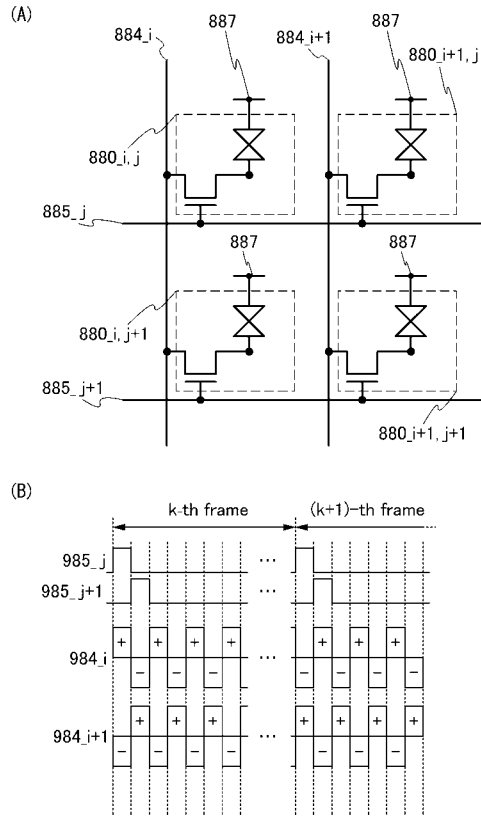 (A)
884_i 887 884_i+1 887
880_i+1, j
880_i, j
885_j
887 887
880_i, j+1
885_j+1
880_i+1, j+1
(B)
k-th frame (k+1)-th frame
985_j ... ...
985_j+1 ... ...
+ + + + + + +
984_i ... ...
− − − − − − − −
+ + + + + + +
984_i+1 ... ...
− − − − − − −